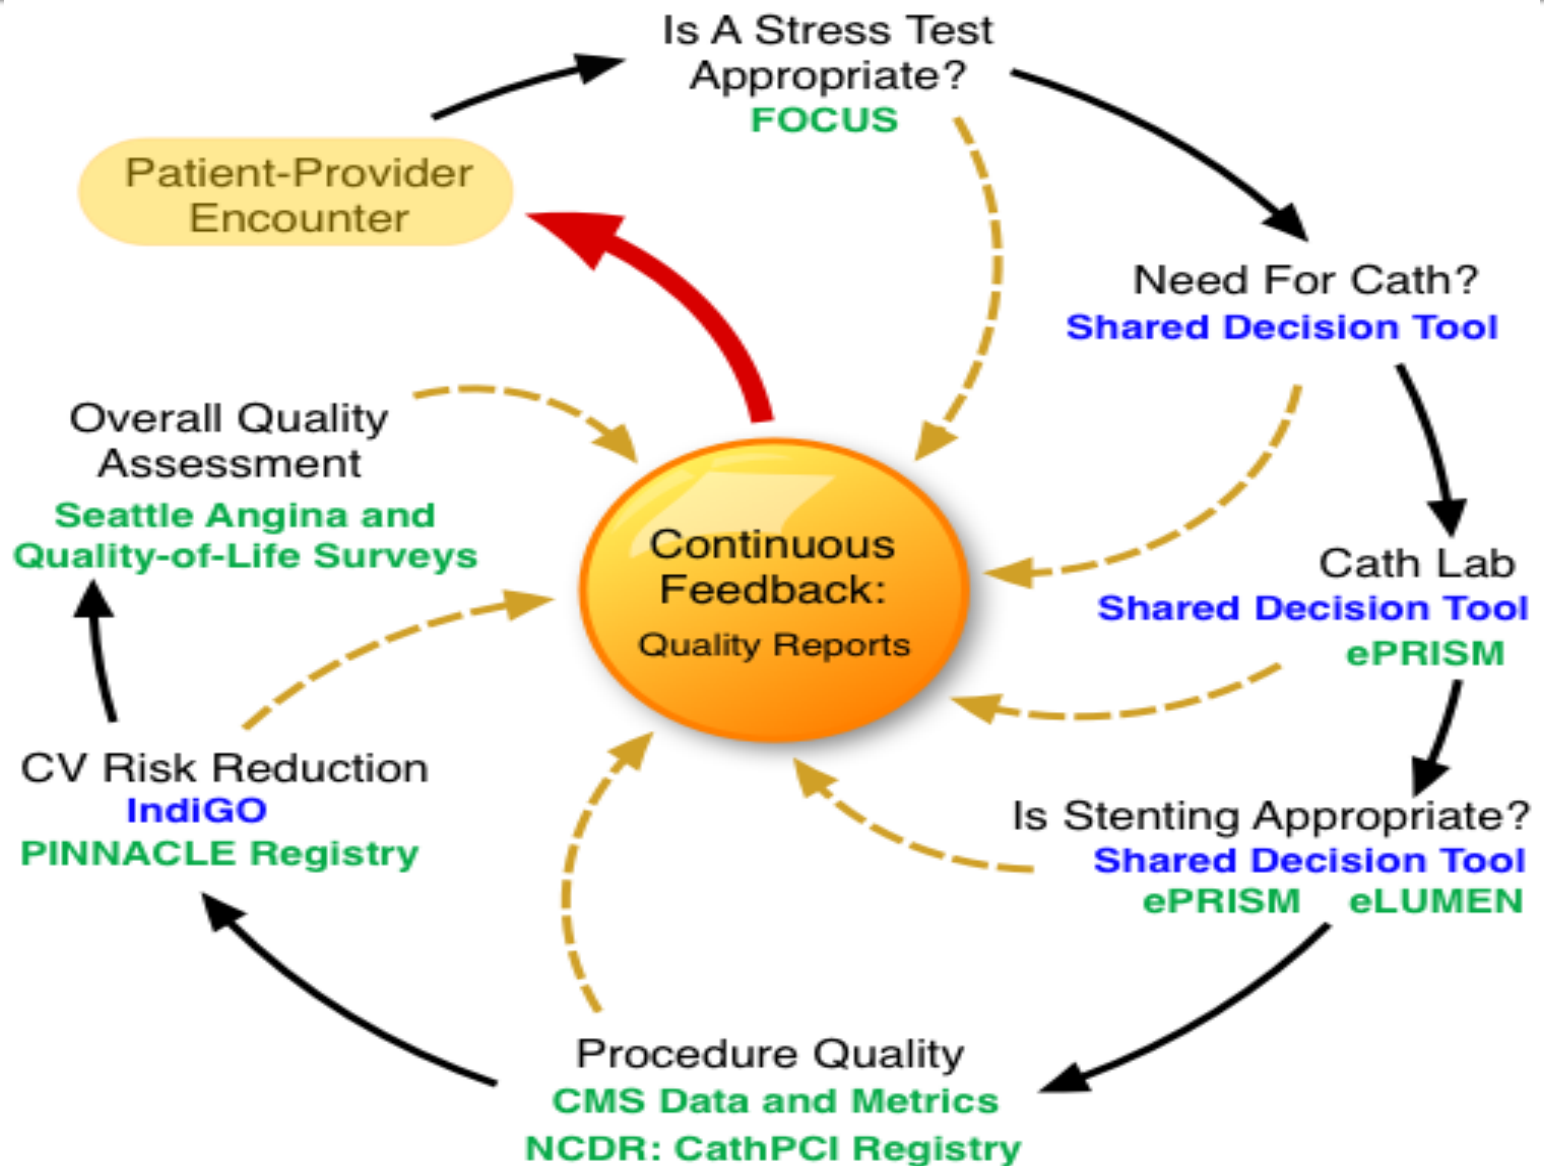 Is A Stress Test
Appropriate?
FOCUS
Patient-Provider
Encounter
Need For Cath?
Shared Decision Tool
Overall Quality
Assessment
Seattle Angina and
Quality-of-Life Surveys
Continuous
Feedback:
Quality Reports
Cath Lab
Shared Decision Tool
ePRISM
CV Risk Reduction
IndiGO
PINNACLE Registry
Is Stenting Appropriate?
Shared Decision Tool
ePRISM eLUMEN
Procedure Quality
CMS Data and Metrics
NCDR: CathPCI Registry